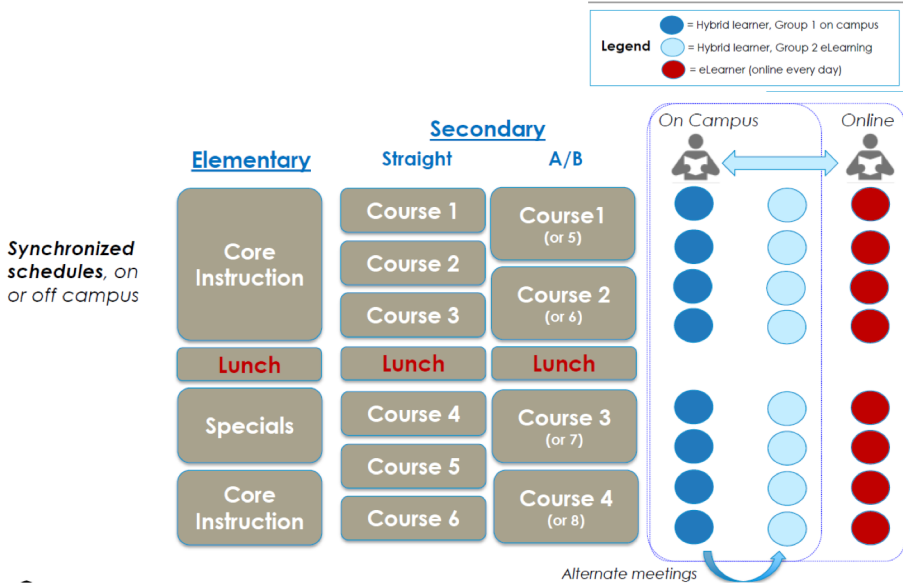 Legend
= Hybrid learner, Group 1 on campus
= Hybrid learner, Group 2 eLearning
= eLearner (online every day)
On Campus
Online
Secondary
Elementary
Straight
A/B
Synchronized
schedules, on
or off campus
Core
Instruction
Lunch
Specials
Core
Instruction
Course 1
Course 2
Course 3
Lunch
Course 4
Course 5
Course 6
Course1
(or 5)
Course 2
(or 6)
Lunch
Course 3
(or 7)
Course 4
(or 8)
Alternate meetings